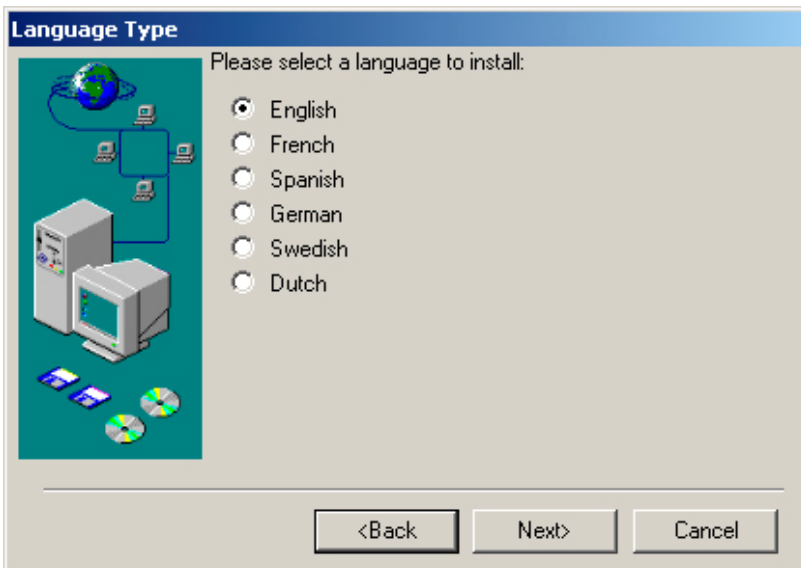 Language Type
Please select a language to install:
English
French
Spanish
German
Swedish
Dutch
<Back
Next>
Cancel